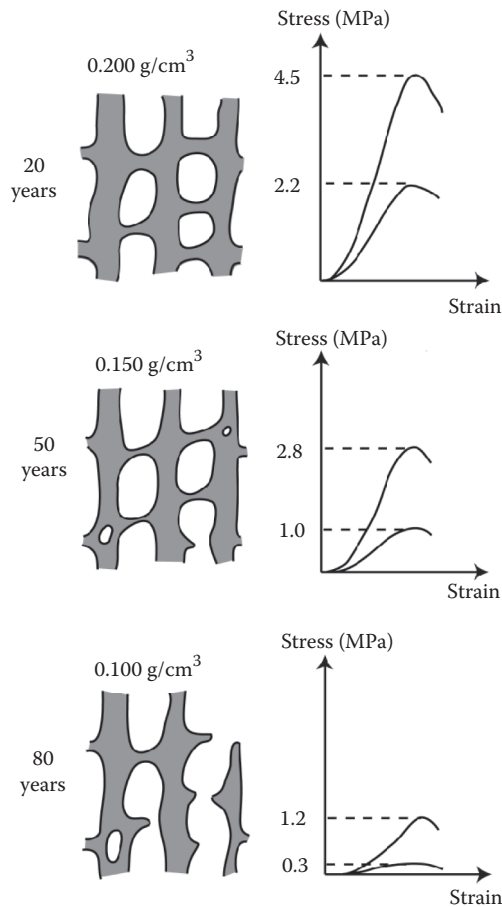 Stress (MPa)
0.200 g/cm³
4.5
20
years
2.2
Strain
Stress (MPa)
0.150 g/cm³
50
years
2.8
1.0
Strain
Stress (MPa)
0.100 g/cm³
80
years
1.2
0.3
Strain